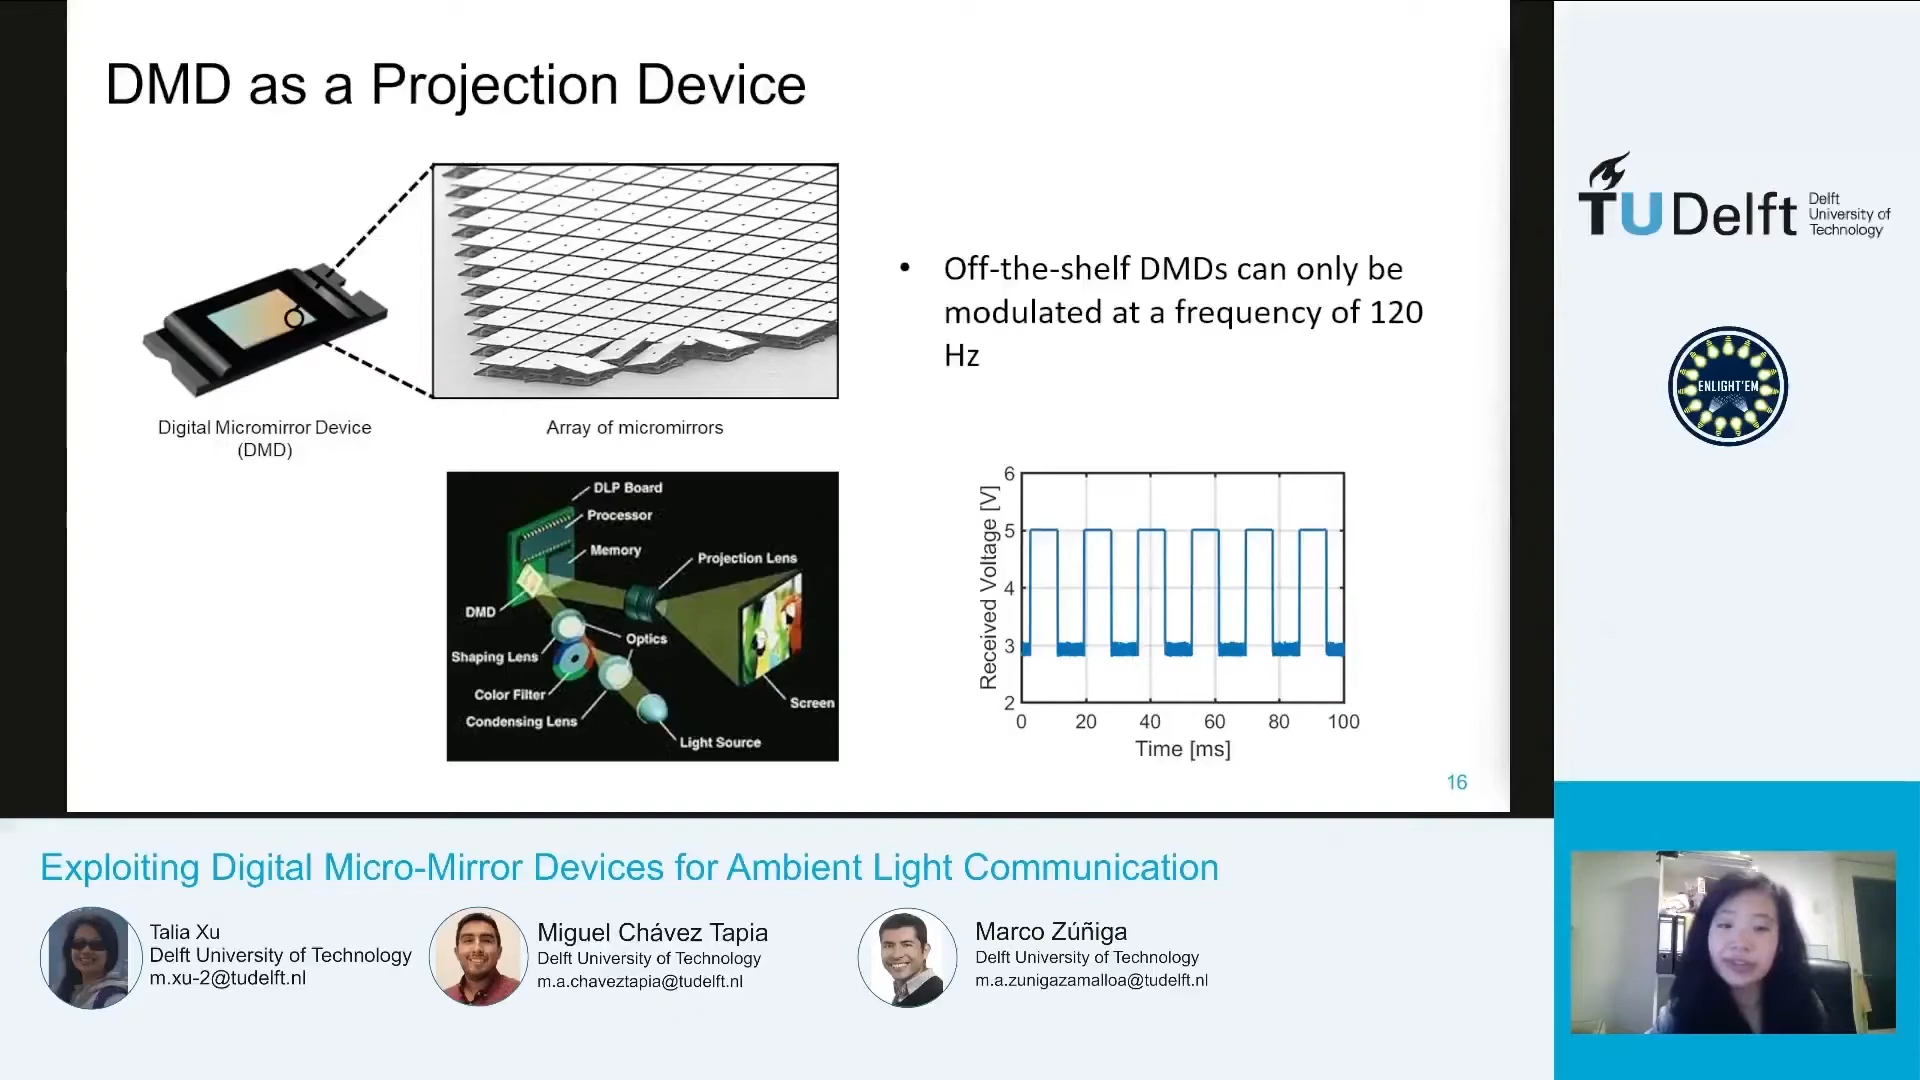 DMD as a Projection Device
Digital Micromirror Device
(DMD)
Array of micromirrors
• Off-the-shelf DMDs can only be
modulated at a frequency of 120
Hz
DLP Board
Processor
Memory
Projection Lens
DMD
Optics
Shaping Lens
Color Filter
Condensing Lens
Screen
Light Source
Received Voltage [V]
6
5
4
3
2
0 20 40 60 80 100
Time [ms]
16
TUDelft
Delft
University of
Technology
ENLIGHT'EM
Exploiting Digital Micro-Mirror Devices for Ambient Light Communication
Talia Xu
Delft University of Technology
m.xu-2@tudelft.nl
Miguel Chávez Tapia
Delft University of Technology
m.a.chaveztapia@tudelft.nl
Marco Zúñiga
Delft University of Technology
m.a.zunigazamalloa@tudelft.nl